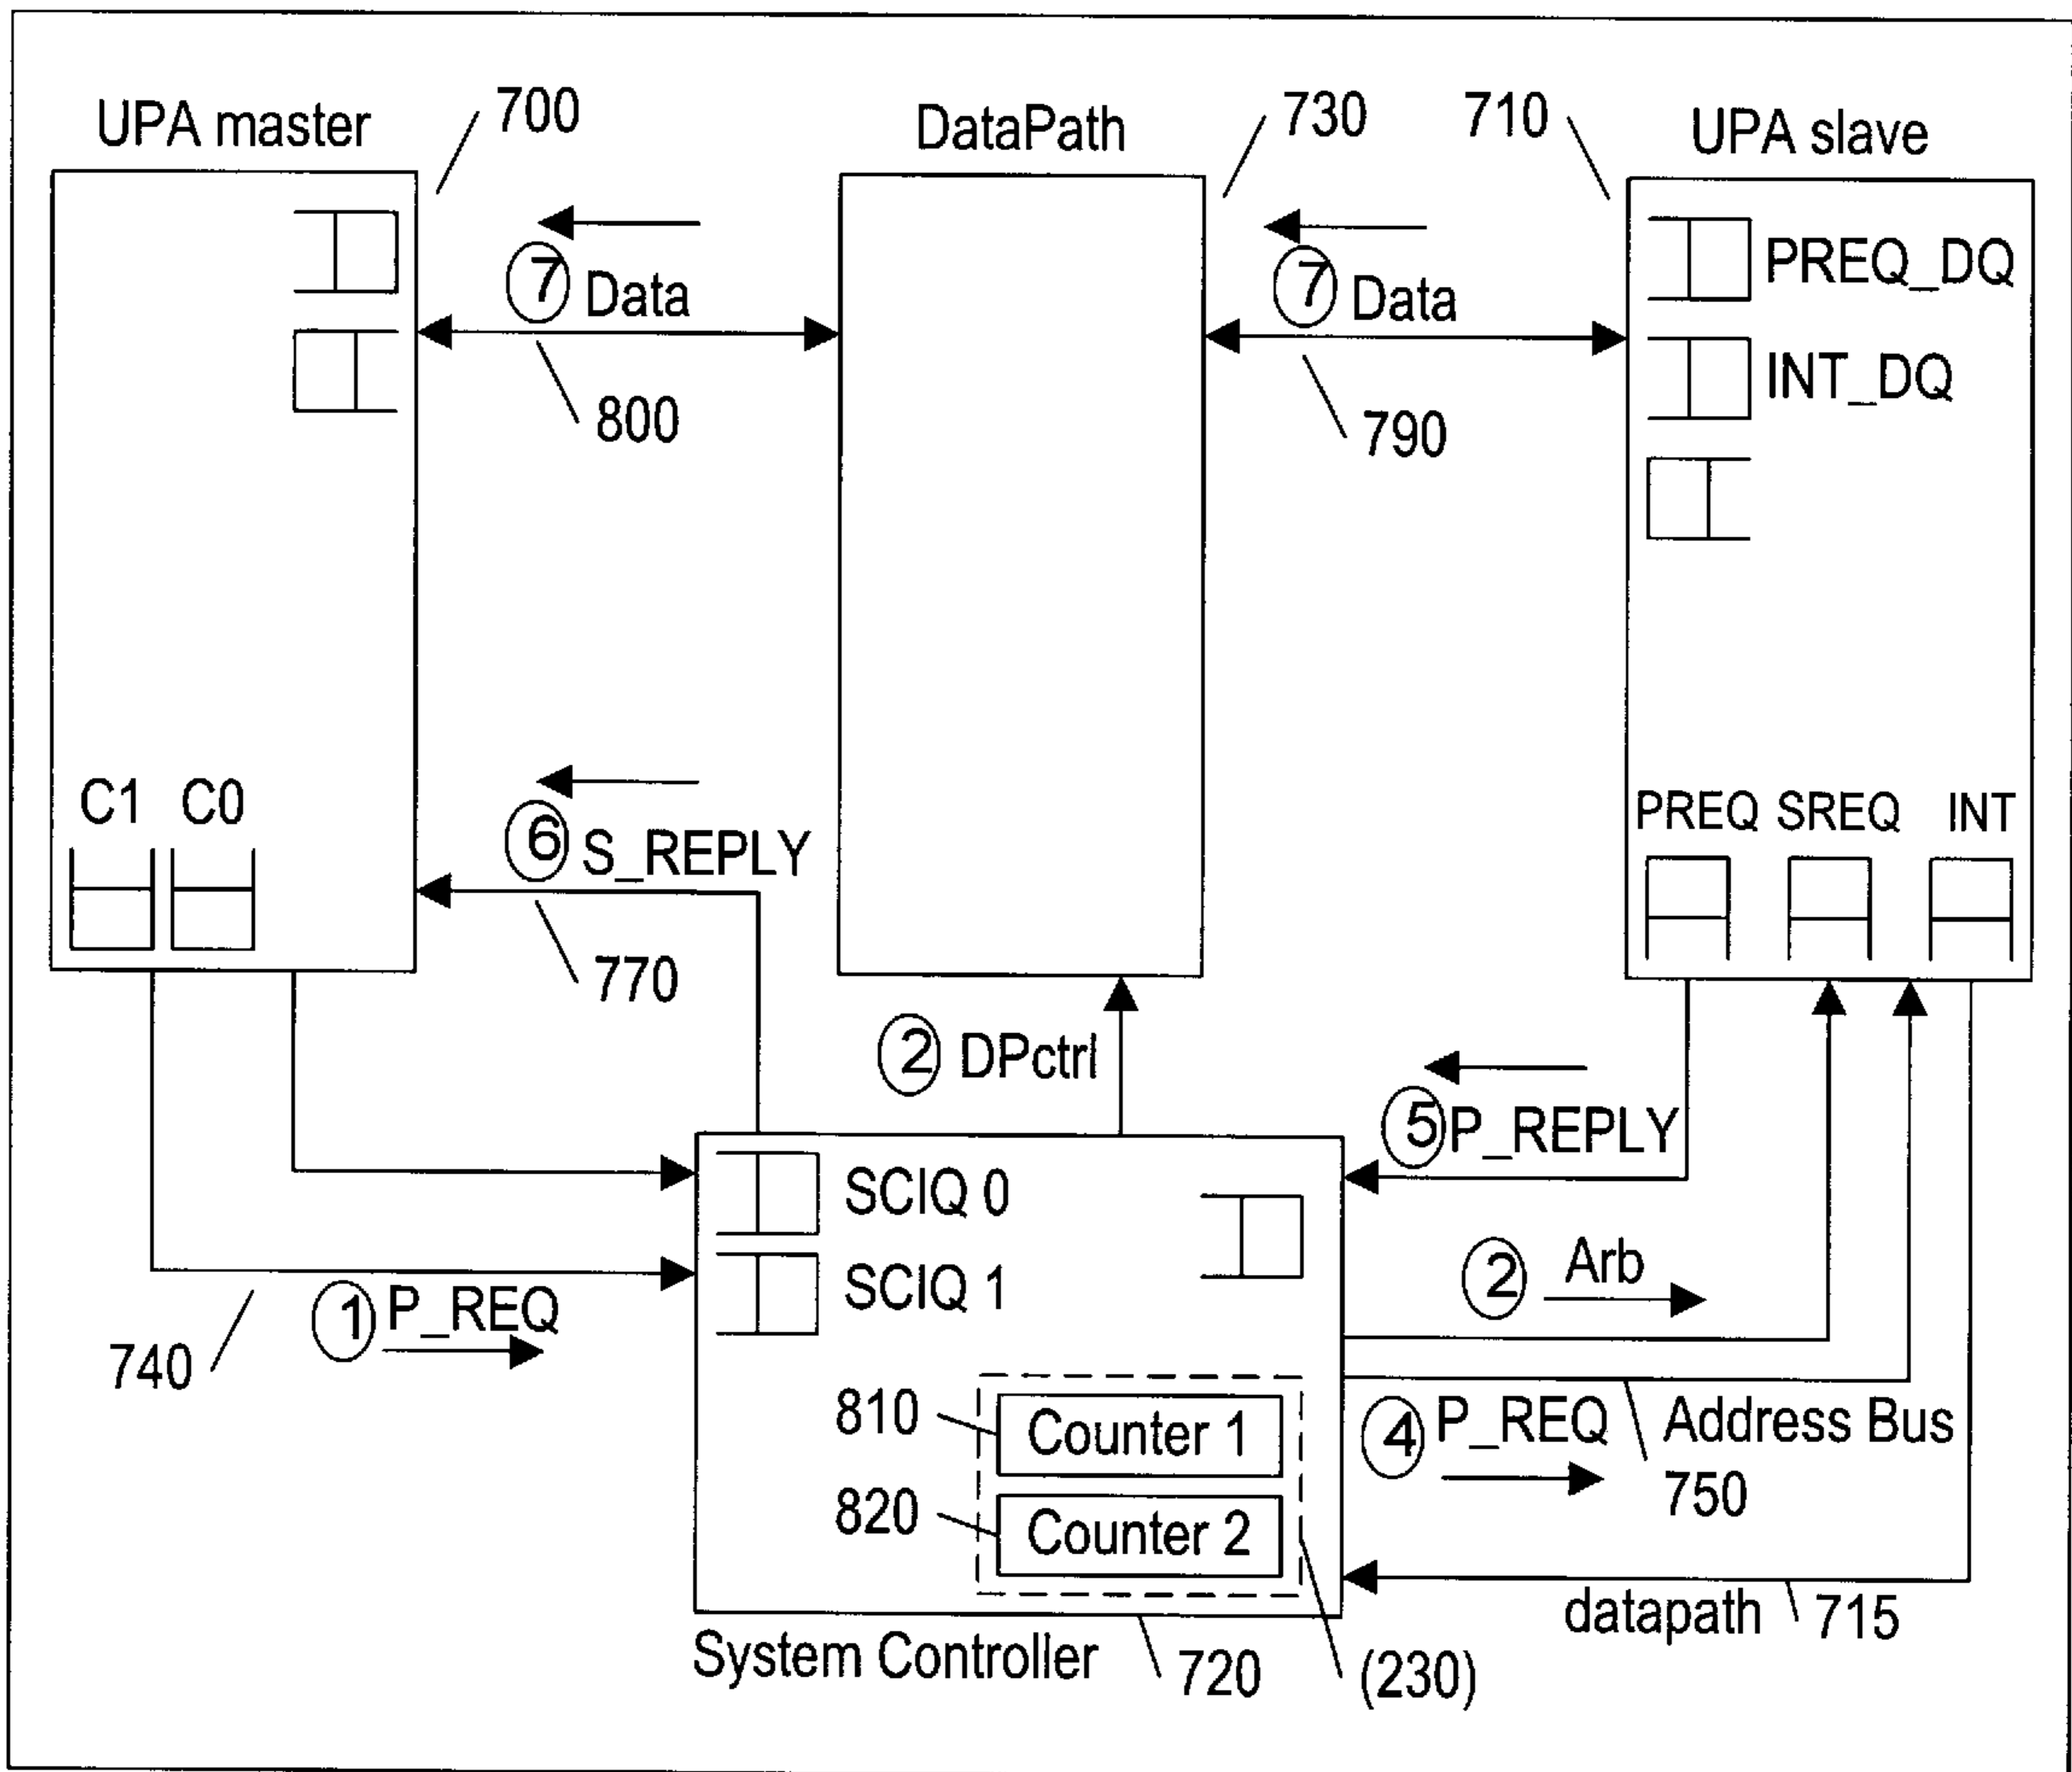 UPA master
700
DataPath
730
710
UPA slave
7 Data
800
7 Data
790
PREQ_DQ
INT_DQ
C1
C0
6 S_REPLY
770
PREQ
SREQ
INT
2 DPctrl
5 P_REPLY
SCIQ 0
SCIQ 1
2 Arb
740
1 P_REQ
810
Counter 1
820
Counter 2
4 P_REQ
Address Bus
750
datapath
715
System Controller
720
(230)